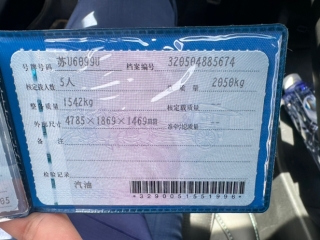 号牌号码 苏U6099U 档案编号 320504885674
核定载人数 5人 总质量 2050kg
整备质量 1542kg 核定载质量 --
外廓尺寸 4785×1869×1469mm 准牵引总质量 --
备注
检验记录
汽油
*3290051551998*